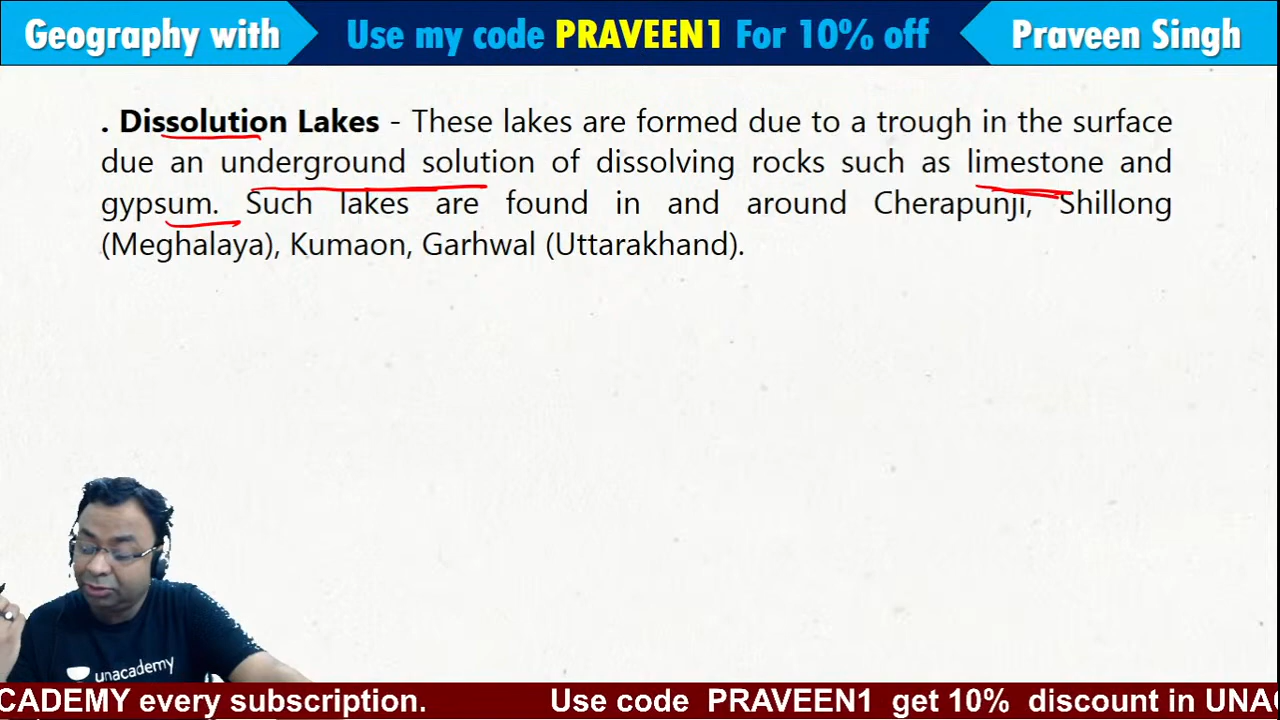 Geography with
Use my code PRAVEEN1 For 10% off
Praveen Singh
. Dissolution Lakes - These lakes are formed due to a trough in the surface
due an underground solution of dissolving rocks such as limestone and
gypsum. Such lakes are found in and around Cherapunji, Shillong
(Meghalaya), Kumaon, Garhwal (Uttarakhand).
unacademy
CADEMY every subscription. Use code PRAVEEN1 get 10% discount in UNA